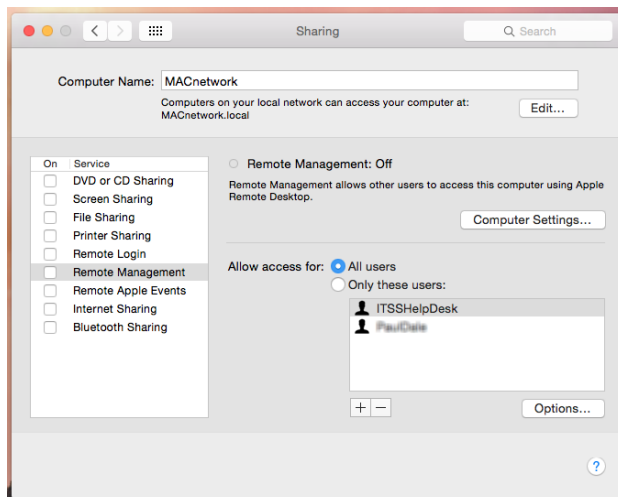 Sharing
Search
Computer Name: MACnetwork
Computers on your local network can access your computer at:
MACnetwork.local
Edit...
On Service
DVD or CD Sharing
Screen Sharing
File Sharing
Printer Sharing
Remote Login
Remote Management
Remote Apple Events
Internet Sharing
Bluetooth Sharing
Remote Management: Off
Remote Management allows other users to access this computer using Apple
Remote Desktop.
Computer Settings...
Allow access for: All users
Only these users:
ITSSHelpDesk
+ −
Options...
?